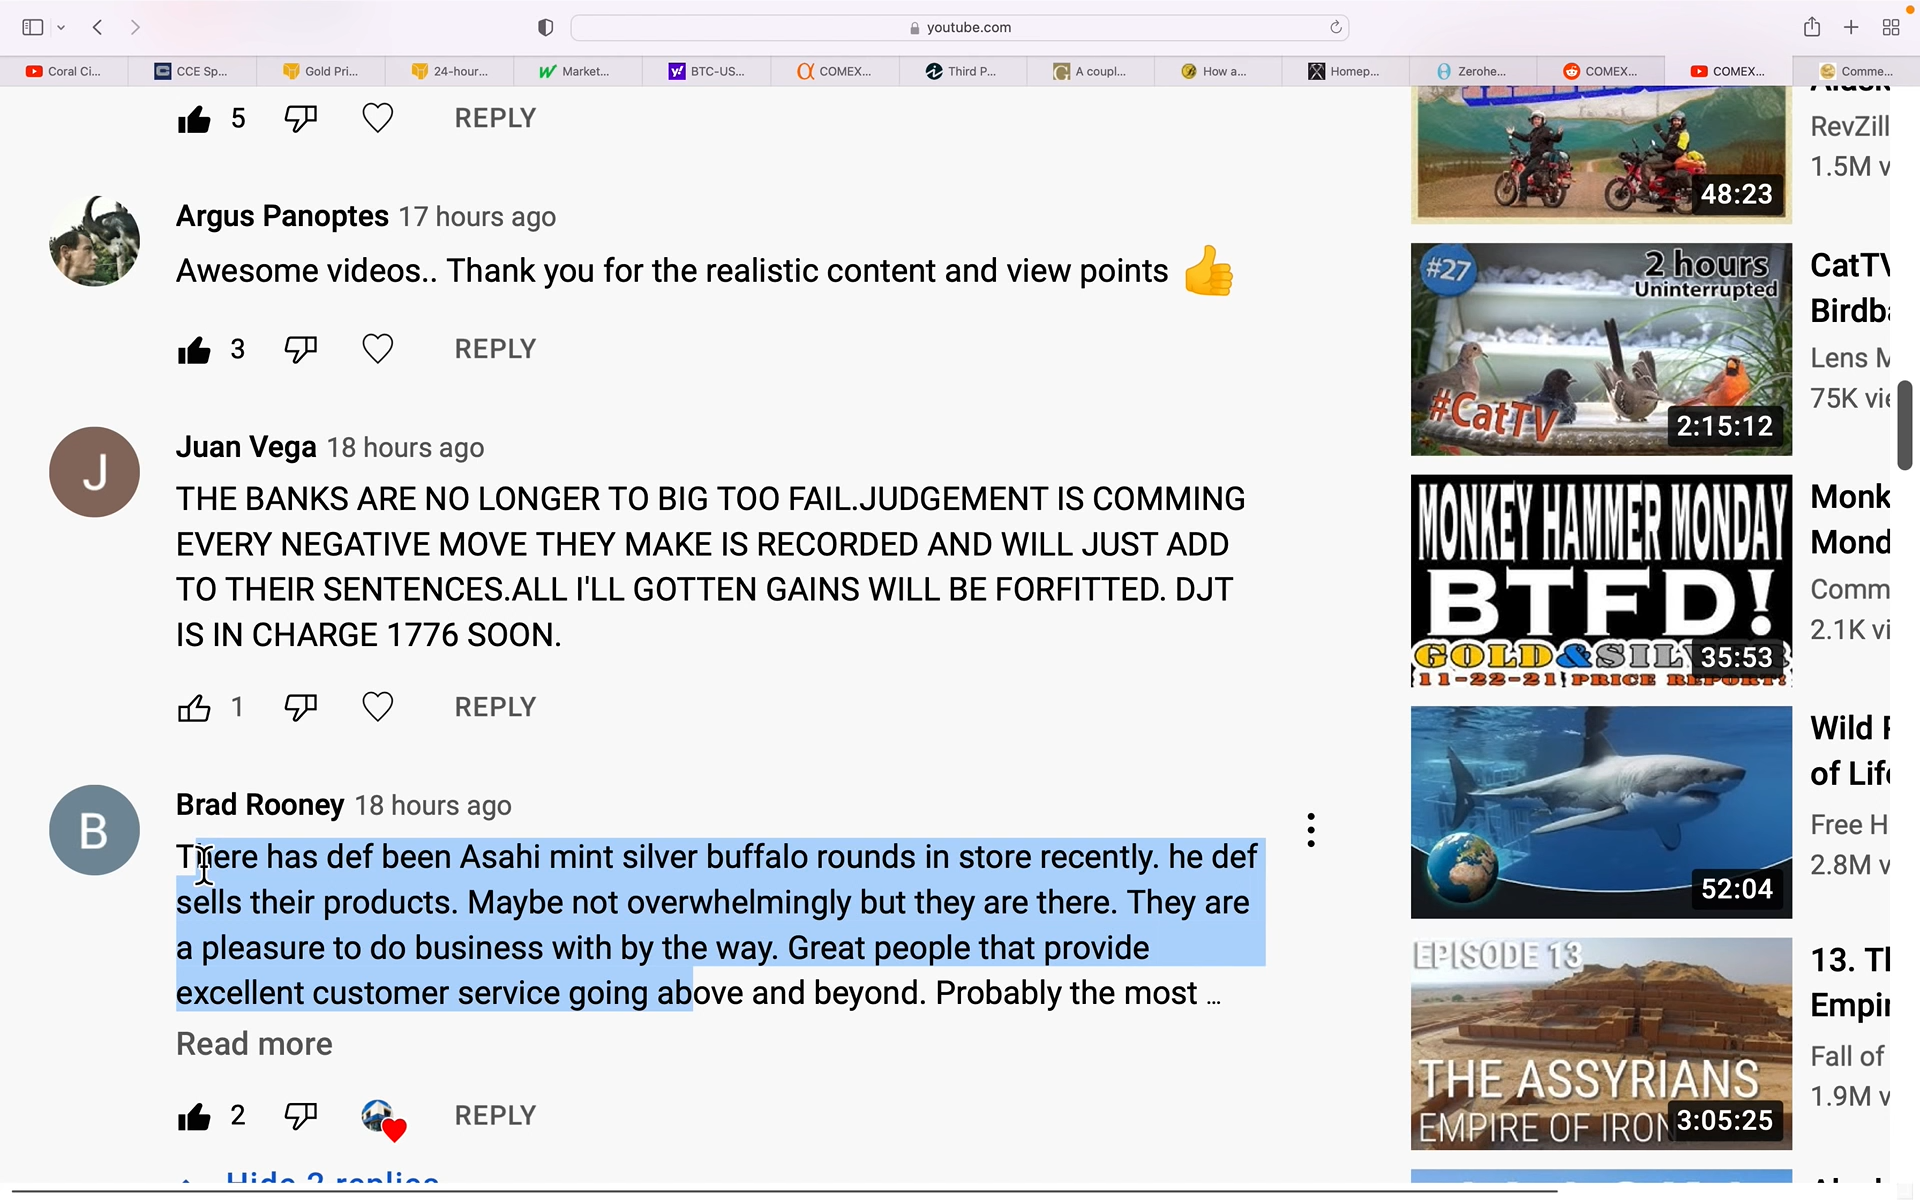 youtube.com
Coral Ci...
CCE Sp...
Gold Pri...
24-hour...
Market...
BTC-US...
COMEX...
Third P...
A coupl...
How a...
Homep...
Zerohe...
COMEX...
COMEX...
Comme...
5
REPLY
Argus Panoptes 17 hours ago
Awesome videos.. Thank you for the realistic content and view points
3
REPLY
J
Juan Vega 18 hours ago
THE BANKS ARE NO LONGER TO BIG TOO FAIL.JUDGEMENT IS COMMING
EVERY NEGATIVE MOVE THEY MAKE IS RECORDED AND WILL JUST ADD
TO THEIR SENTENCES.ALL I'LL GOTTEN GAINS WILL BE FORFITTED. DJT
IS IN CHARGE 1776 SOON.
1
REPLY
B
Brad Rooney 18 hours ago
There has def been Asahi mint silver buffalo rounds in store recently. he def
sells their products. Maybe not overwhelmingly but they are there. They are
a pleasure to do business with by the way. Great people that provide
excellent customer service going above and beyond. Probably the most ...
Read more
2
REPLY
Hide 2 replies
48:23
RevZill
1.5M v
#27
2 hours
Uninterrupted
#CatTV
2:15:12
CatTV
Birdba
Lens M
75K vie
MONKEY HAMMER MONDAY
BTFD!
GOLD&SILV
35:53
11-22-21 PRICE REPORT!
Monk
Mond
Comm
2.1K vi
52:04
Wild
of Life
Free H
2.8M v
EPISODE 13
THE ASSYRIANS
EMPIRE OF IRON
3:05:25
13. Th
Empir
Fall of
1.9M v